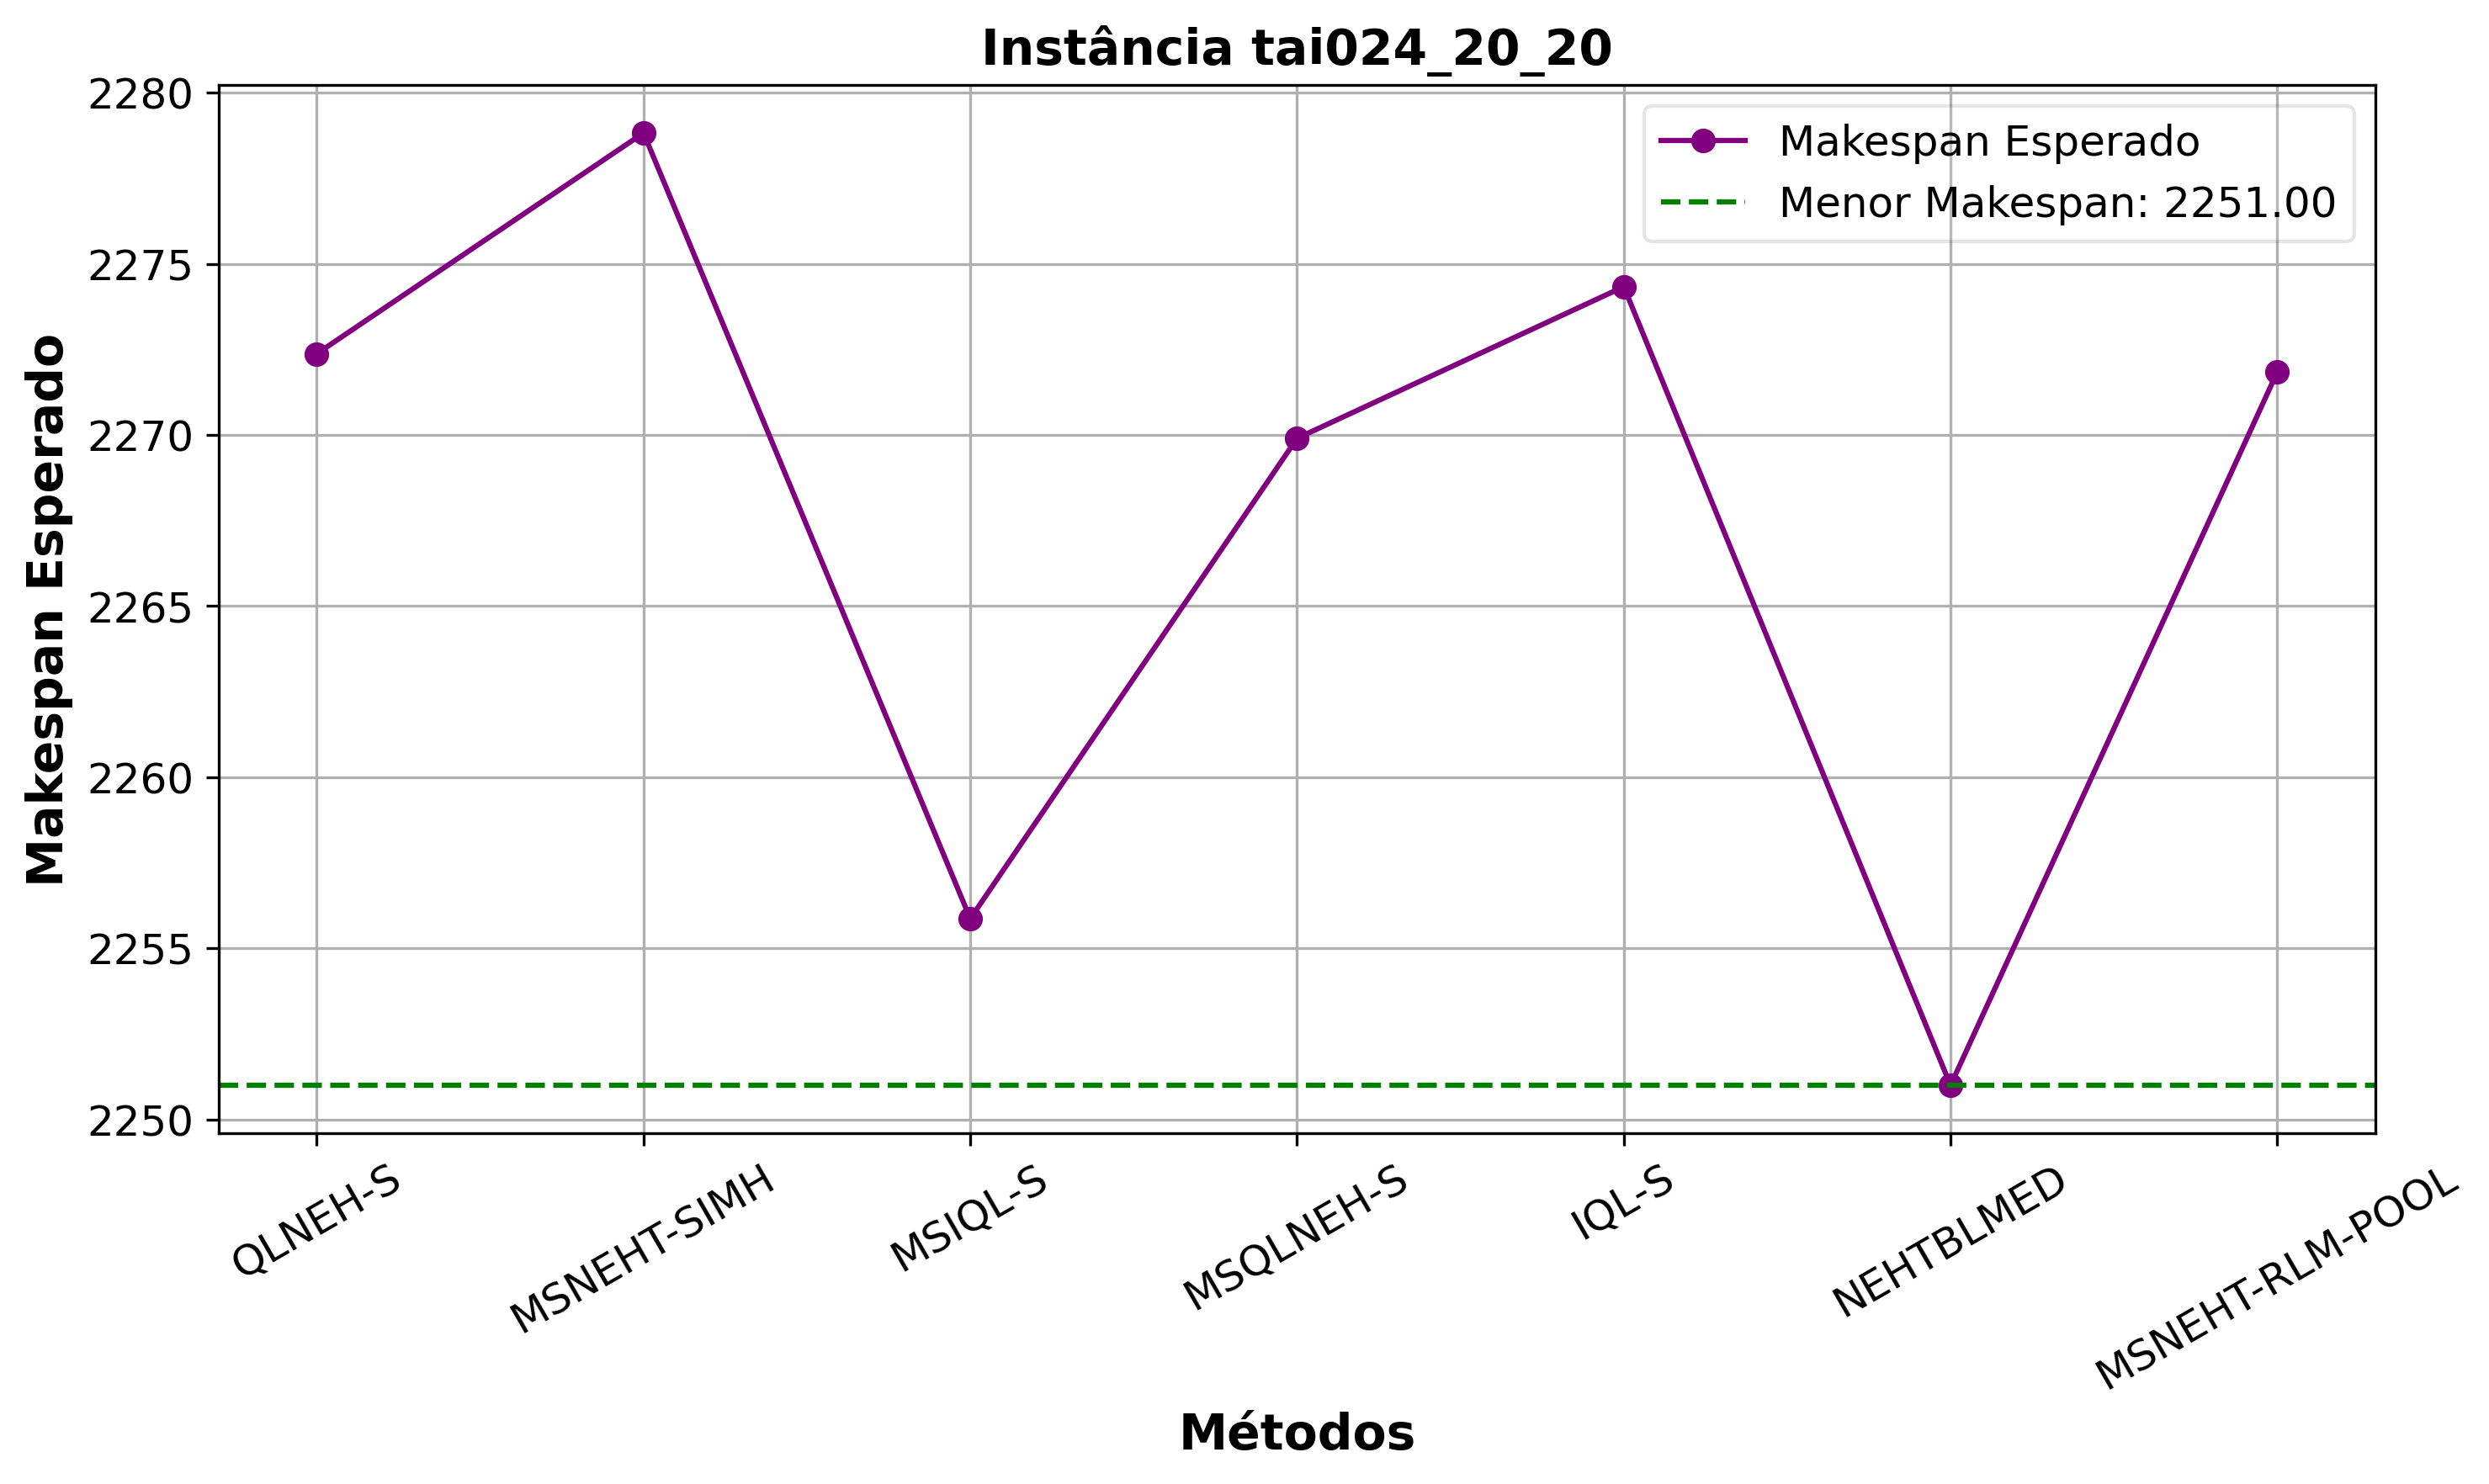 Instância tai024_20_20
Makespan Esperado
Menor Makespan: 2251.00
Makespan Esperado
2280
2275
2270
2265
2260
2255
2250
QLNEH-S
MSNEHT-SIMH
MSIQL-S
MSQLNEH-S
IQL-S
NEHTBLMED
MSNEHT-RLM-POOL
Métodos